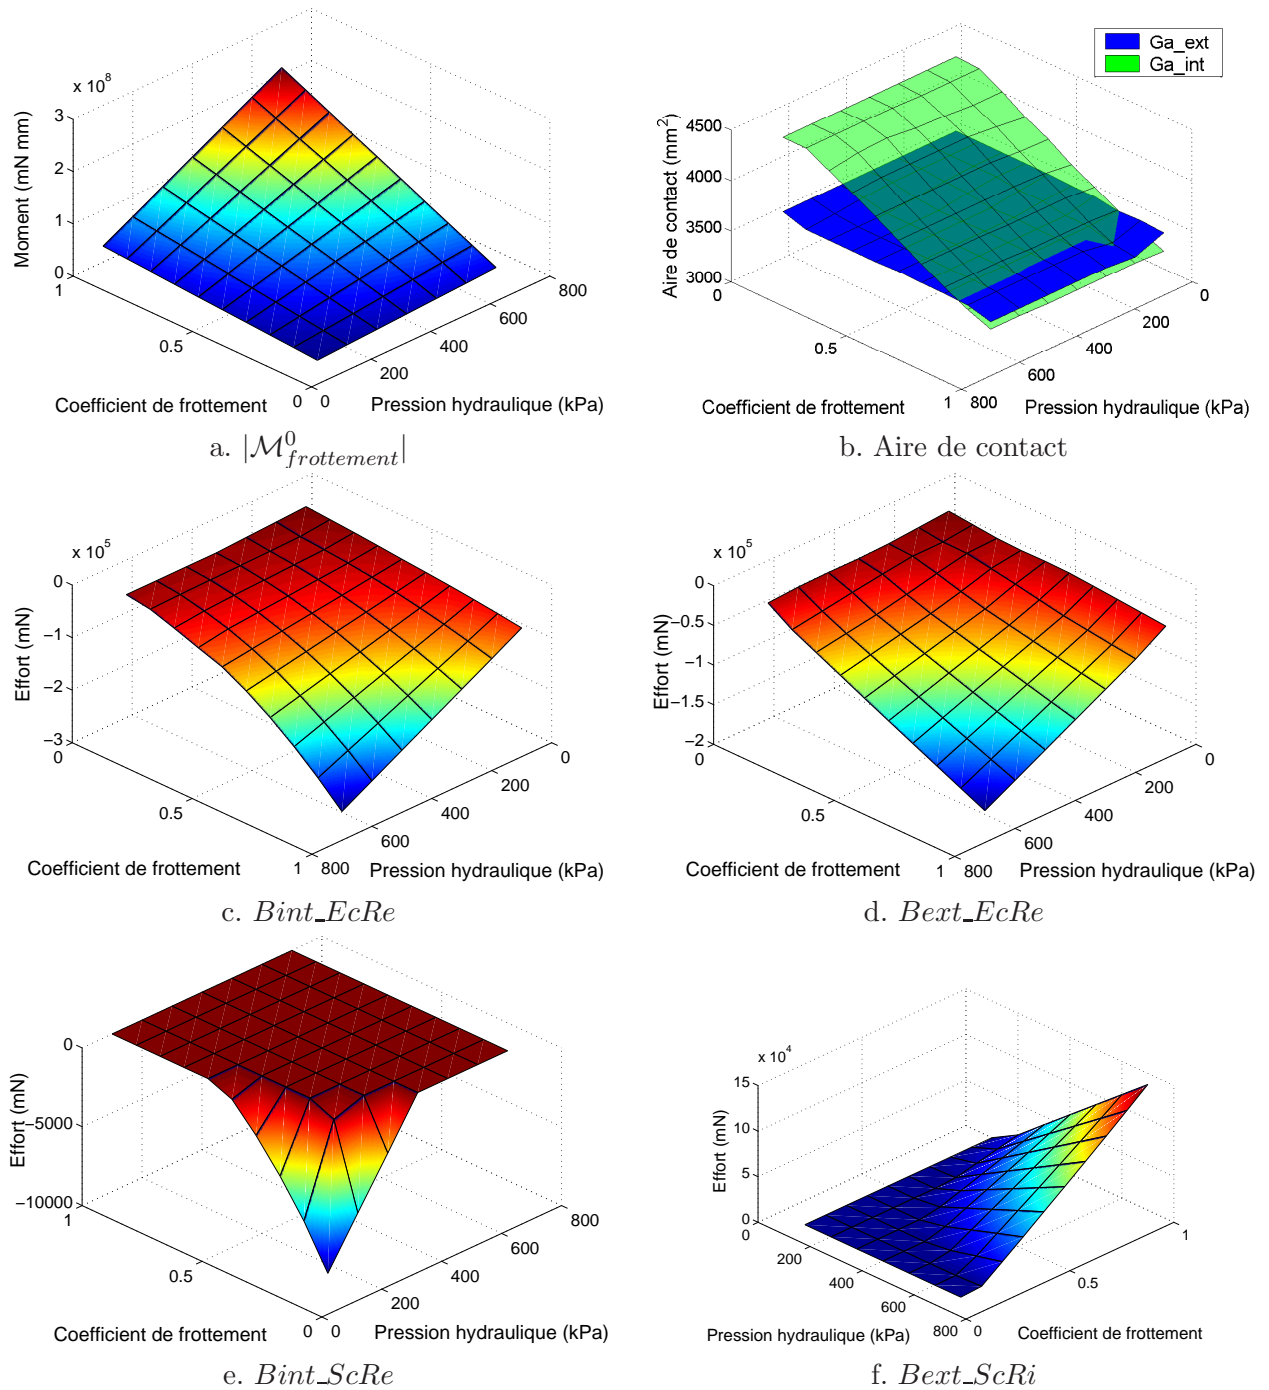 x 10^8
Moment (mN mm)
3
2
1
0
1
0.5
0
0
200
400
600
800
Coefficient de frottement
Pression hydraulique (kPa)
a. |M^0_frottement|
Ga_ext
Ga_int
Aire de contact (mm^2)
4500
4000
3500
3000
0
0.5
1
800
600
400
200
0
Coefficient de frottement
Pression hydraulique (kPa)
b. Aire de contact
x 10^5
Effort (mN)
0
−1
−2
−3
0
0.5
1
800
600
400
200
0
Coefficient de frottement
Pression hydraulique (kPa)
c. Bint_EcRe
x 10^5
Effort (mN)
0
−0.5
−1
−1.5
−2
0
0.5
1
800
600
400
200
0
Coefficient de frottement
Pression hydraulique (kPa)
d. Bext_EcRe
Effort (mN)
0
−5000
−10000
1
0.5
0
0
200
400
600
800
Coefficient de frottement
Pression hydraulique (kPa)
e. Bint_ScRe
x 10^4
Effort (mN)
15
10
5
0
0
200
400
600
800
0
0.5
1
Pression hydraulique (kPa)
Coefficient de frottement
f. Bext_ScRi